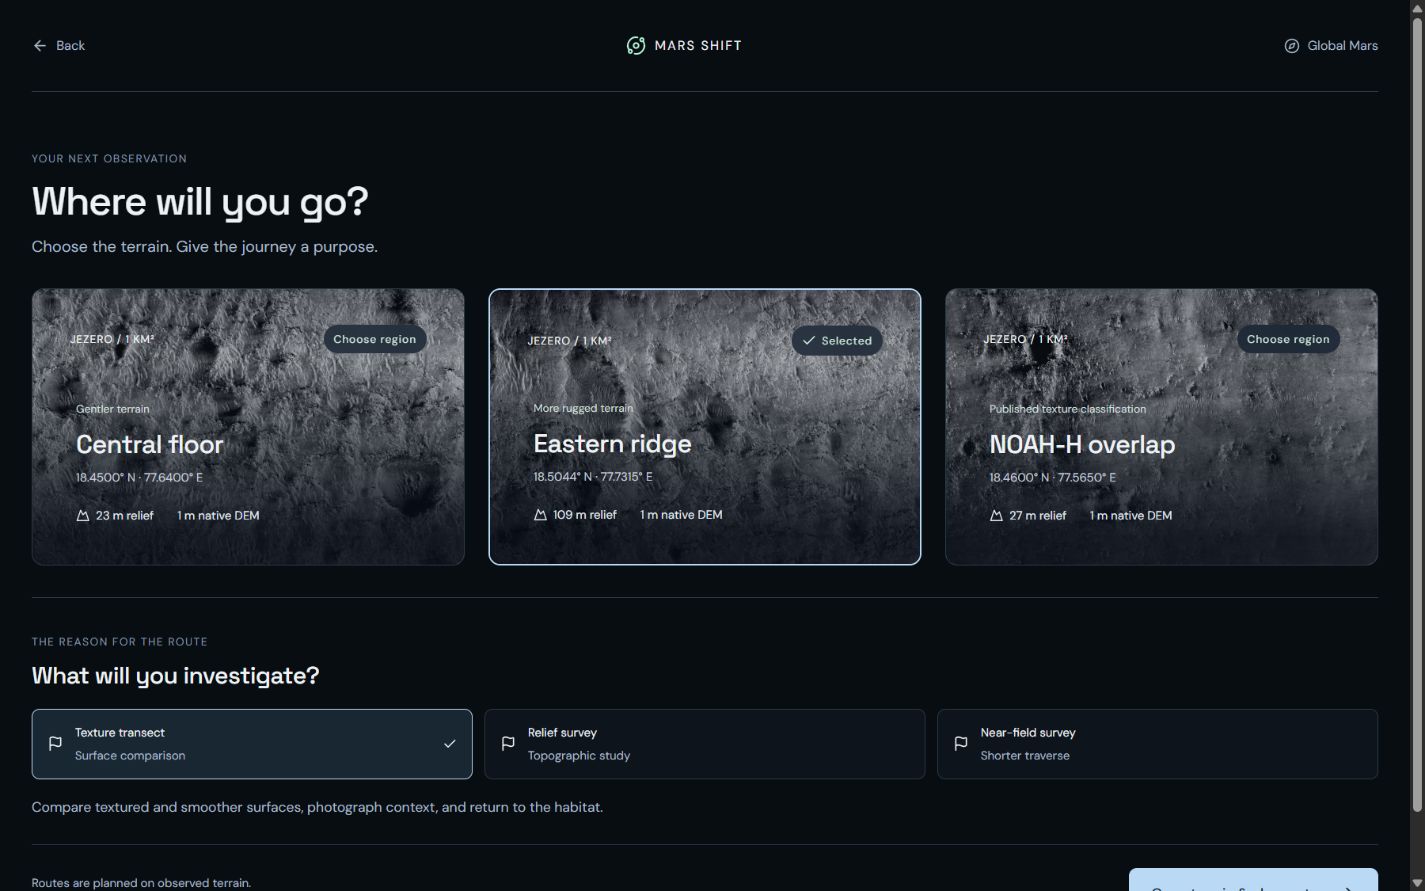 Back
MARS SHIFT
Global Mars
YOUR NEXT OBSERVATION
Where will you go?
Choose the terrain. Give the journey a purpose.
JEZERO / 1 KM²
Choose region
Gentler terrain
Central floor
18.4500° N · 77.6400° E
23 m relief
1 m native DEM
JEZERO / 1 KM²
Selected
More rugged terrain
Eastern ridge
18.5044° N · 77.7315° E
109 m relief
1 m native DEM
JEZERO / 1 KM²
Choose region
Published texture classification
NOAH-H overlap
18.4600° N · 77.5650° E
27 m relief
1 m native DEM
THE REASON FOR THE ROUTE
What will you investigate?
Texture transect
Surface comparison
Relief survey
Topographic study
Near-field survey
Shorter traverse
Compare textured and smoother surfaces, photograph context, and return to the habitat.
Routes are planned on observed terrain.